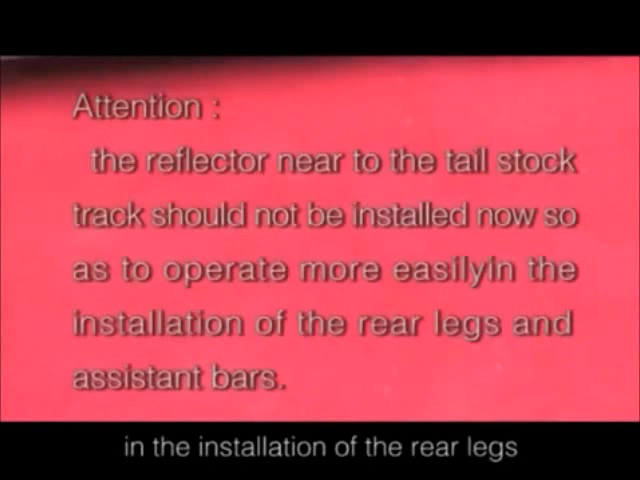 Attention :
the reflector near to the tail stock
track should not be installed now so
as to operate more easilyin the
installation of the rear legs and
assistant bars.
in the installation of the rear legs